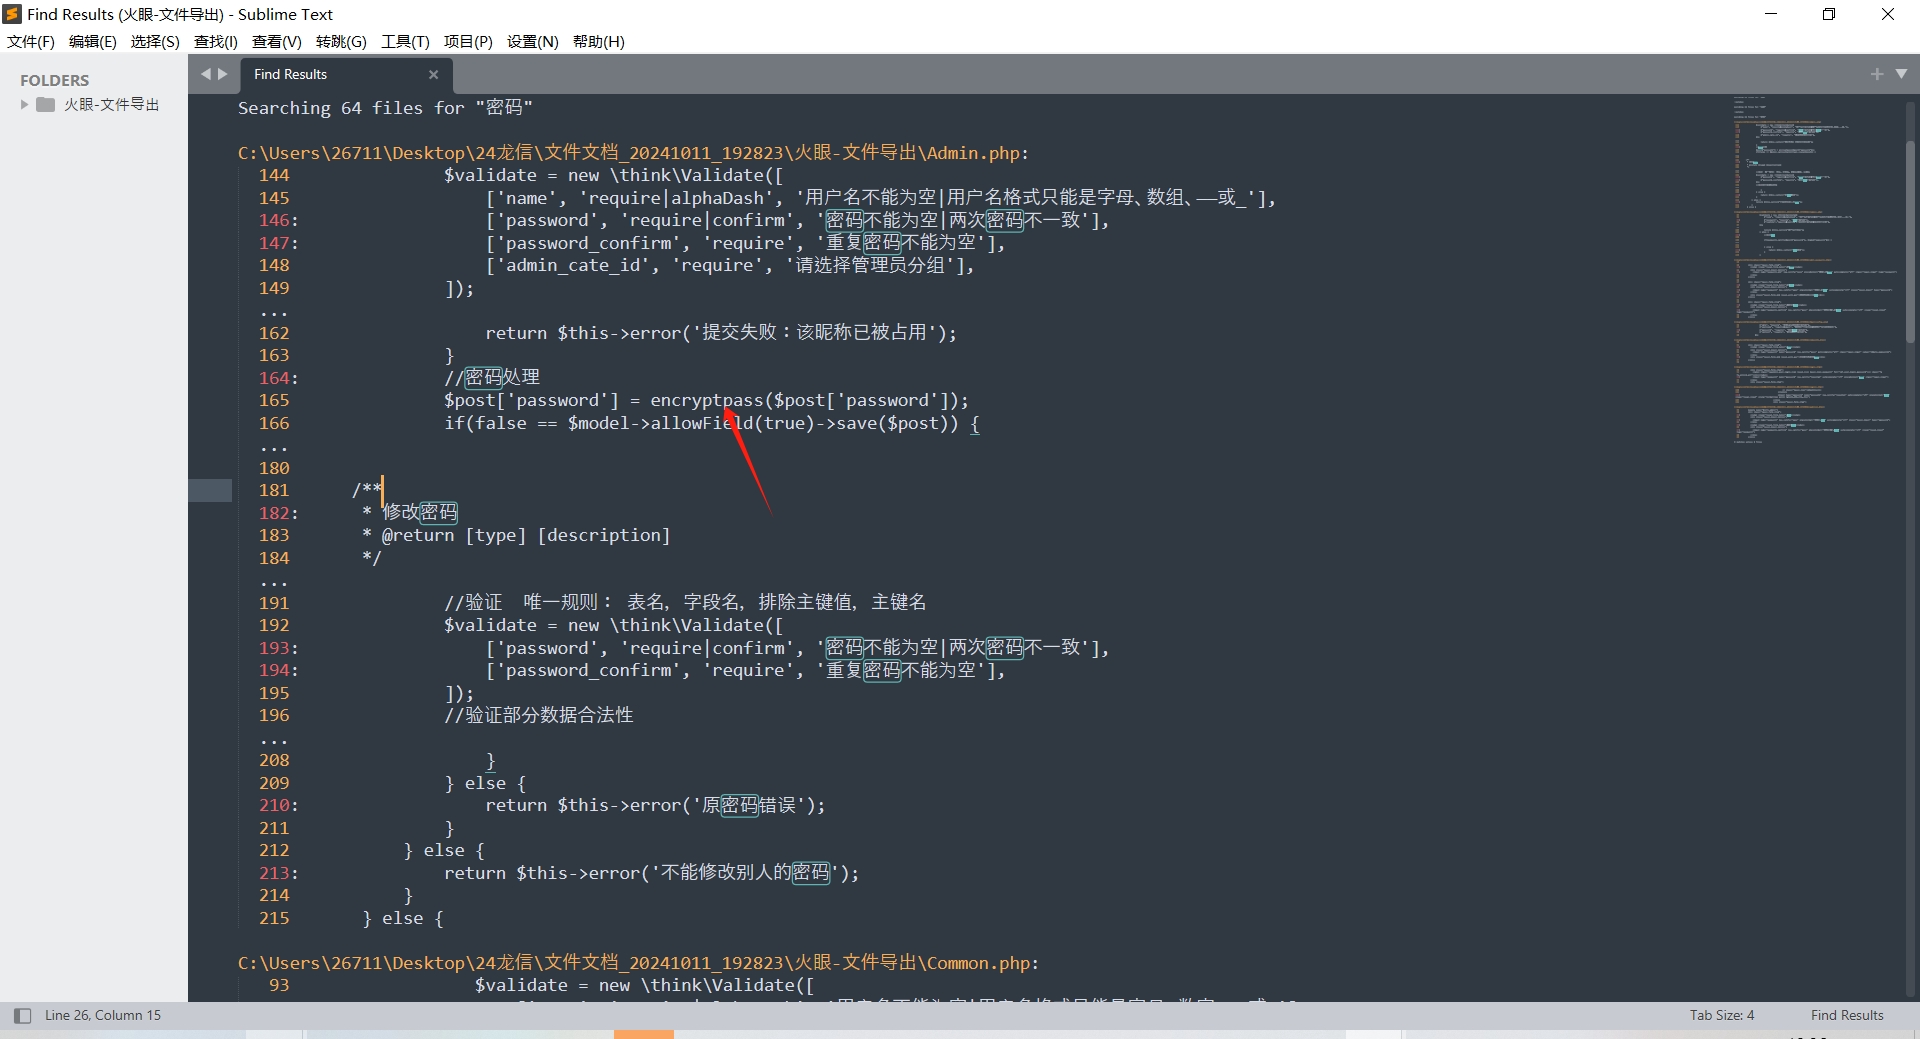 Find Results (火眼-文件导出) - Sublime Text
文件(F) 编辑(E) 选择(S) 查找(I) 查看(V) 转跳(G) 工具(T) 项目(P) 设置(N) 帮助(H)
FOLDERS
火眼-文件导出
Find Results
Searching 64 files for "密码"
C:\Users\26711\Desktop\24龙信\文件文档_20241011_192823\火眼-文件导出\Admin.php:
144 $validate = new \think\Validate([
145 ['name', 'require|alphaDash', '用户名不能为空|用户名格式只能是字母、数组、——或_'],
146: ['password', 'require|confirm', '密码不能为空|两次密码不一致'],
147: ['password_confirm', 'require', '重复密码不能为空'],
148 ['admin_cate_id', 'require', '请选择管理员分组'],
149 ]);
...
162 return $this->error('提交失败：该昵称已被占用');
163 }
164: //密码处理
165 $post['password'] = encryptpass($post['password']);
166 if(false == $model->allowField(true)->save($post)) {
...
180
181 /**
182: * 修改密码
183 * @return [type] [description]
184 */
...
191 //验证 唯一规则： 表名, 字段名, 排除主键值, 主键名
192 $validate = new \think\Validate([
193: ['password', 'require|confirm', '密码不能为空|两次密码不一致'],
194: ['password_confirm', 'require', '重复密码不能为空'],
195 ]);
196 //验证部分数据合法性
...
208 }
209 } else {
210: return $this->error('原密码错误');
211 }
212 } else {
213: return $this->error('不能修改别人的密码');
214 }
215 } else {
C:\Users\26711\Desktop\24龙信\文件文档_20241011_192823\火眼-文件导出\Common.php:
93 $validate = new \think\Validate([
Line 26, Column 15
Tab Size: 4
Find Results